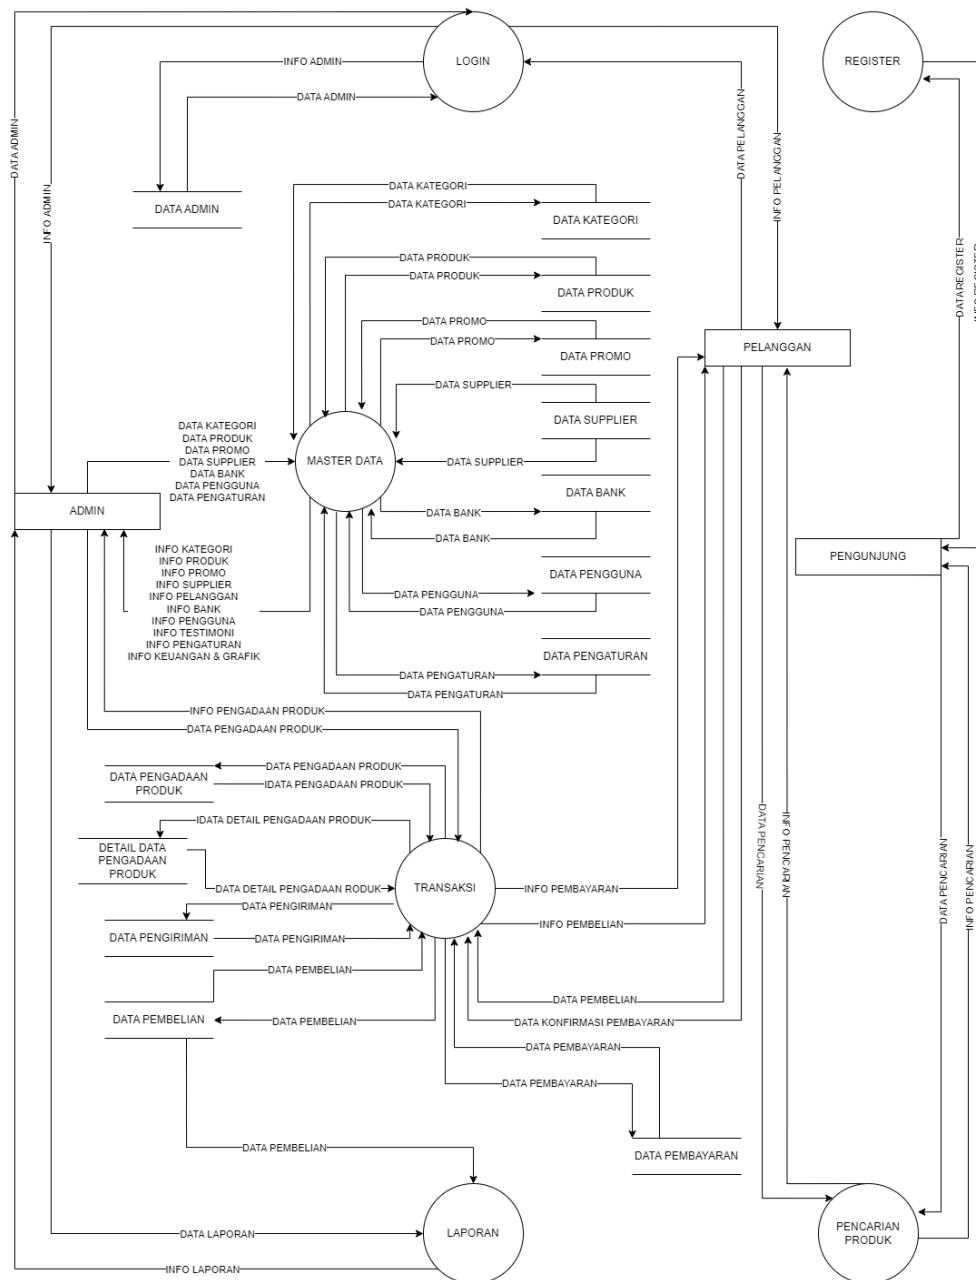 LOGIN
REGISTER
INFO ADMIN
DATA ADMIN
DATA ADMIN
INFO ADMIN
DATA PELANGGAN
INFO PELANGGAN
DATA ADMIN
DATA KATEGORI
DATA KATEGORI
DATA KATEGORI
DATA PRODUK
DATA PRODUK
DATA PRODUK
DATAREGISTER
INFO REGISTER
DATA PROMO
DATA PROMO
DATA PROMO
PELANGGAN
DATA SUPPLIER
DATA SUPPLIER
DATA SUPPLIER
DATA KATEGORI
DATA PRODUK
DATA PROMO
DATA SUPPLIER
DATA BANK
DATA PENGGUNA
DATA PENGATURAN
MASTER DATA
DATA BANK
DATA BANK
DATA BANK
ADMIN
PENGUNJUNG
INFO KATEGORI
INFO PRODUK
INFO PROMO
INFO SUPPLIER
INFO PELANGGAN
INFO BANK
INFO PENGGUNA
INFO TESTIMONI
INFO PENGATURAN
INFO KEUANGAN & GRAFIK
DATA PENGGUNA
DATA PENGGUNA
DATA PENGGUNA
DATA PENGATURAN
DATA PENGATURAN
DATA PENGATURAN
INFO PENGADAAN PRODUK
DATA PENGADAAN PRODUK
DATA PENGADAAN
PRODUK
DATA PENGADAAN PRODUK
IDATA PENGADAAN PRODUK
IDATA DETAIL PENGADAAN PRODUK
DETAIL DATA
PENGADAAN
PRODUK
DATA DETAIL PENGADAAN RODUK
TRANSAKSI
INFO PEMBAYARAN
DATA PENCARIAN
INFO PENCARIAN
DATA PENCARIAN
INFO PENCARIAN
DATA PENGIRIMAN
DATA PENGIRIMAN
DATA PENGIRIMAN
INFO PEMBELIAN
DATA PEMBELIAN
DATA PEMBELIAN
DATA PEMBELIAN
DATA PEMBELIAN
DATA KONFIRMASI PEMBAYARAN
DATA PEMBAYARAN
DATA PEMBAYARAN
DATA PEMBELIAN
DATA PEMBAYARAN
DATA LAPORAN
LAPORAN
PENCARIAN
PRODUK
INFO LAPORAN